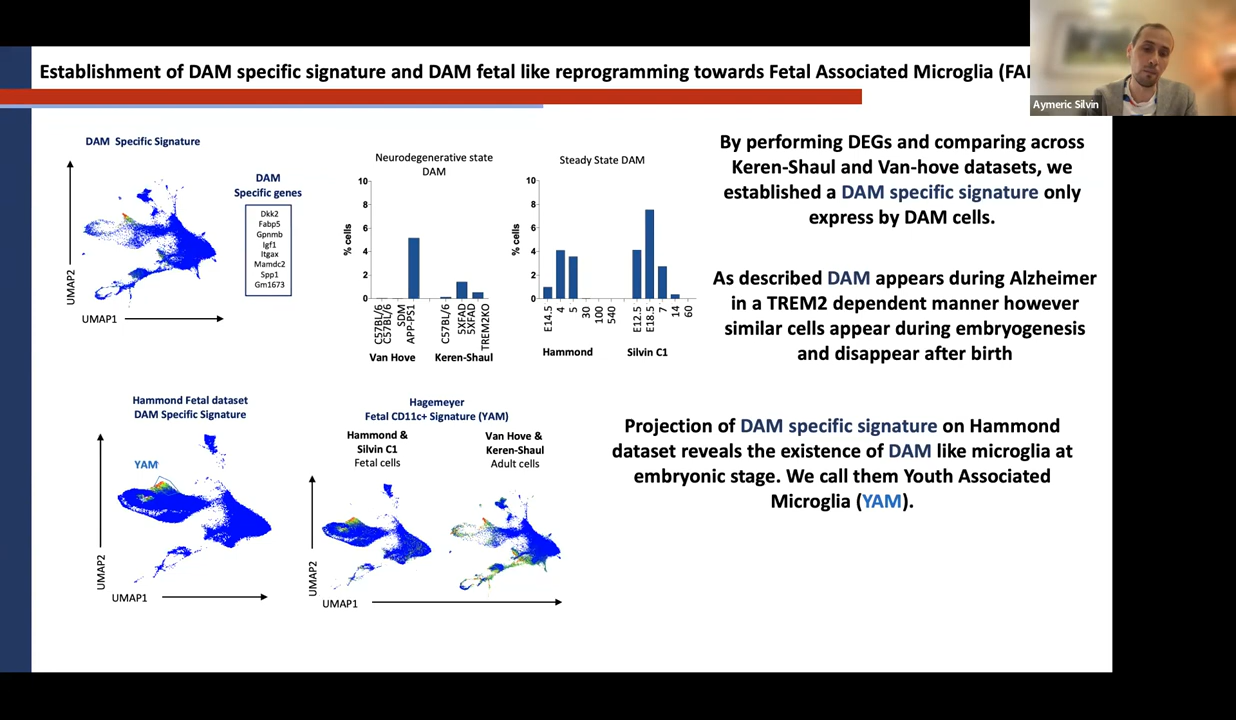 Establishment of DAM specific signature and DAM fetal like reprogramming towards Fetal Associated Microglia
Aymeric Silvin
DAM Specific Signature
UMAP2
UMAP1
DAM
Specific genes
Dkk2
Fabp5
Gpnmb
Igf1
Itgax
Mamdc2
Spp1
Gm1673
Neurodegenerative state
DAM
% cells
10
8
6
4
2
0
C57BL/6
C57BL/6
SDM
APP-PS1
C57BL/6
5XFAD
5XFAD
TREM2KO
Van Hove
Keren-Shaul
Steady State DAM
% cells
10
8
6
4
2
0
E14.5
4
5
30
100
540
E12.5
E18.5
7
14
60
Hammond
Silvin C1
By performing DEGs and comparing across
Keren-Shaul and Van-hove datasets, we
established a DAM specific signature only
express by DAM cells.
As described DAM appears during Alzheimer
in a TREM2 dependent manner however
similar cells appear during embryogenesis
and disappear after birth
Hammond Fetal dataset
DAM Specific Signature
YAM
UMAP2
UMAP1
Hagemeyer
Fetal CD11c+ Signature (YAM)
Hammond &
Silvin C1
Fetal cells
Van Hove &
Keren-Shaul
Adult cells
UMAP2
UMAP1
Projection of DAM specific signature on Hammond
dataset reveals the existence of DAM like microglia at
embryonic stage. We call them Youth Associated
Microglia (YAM).